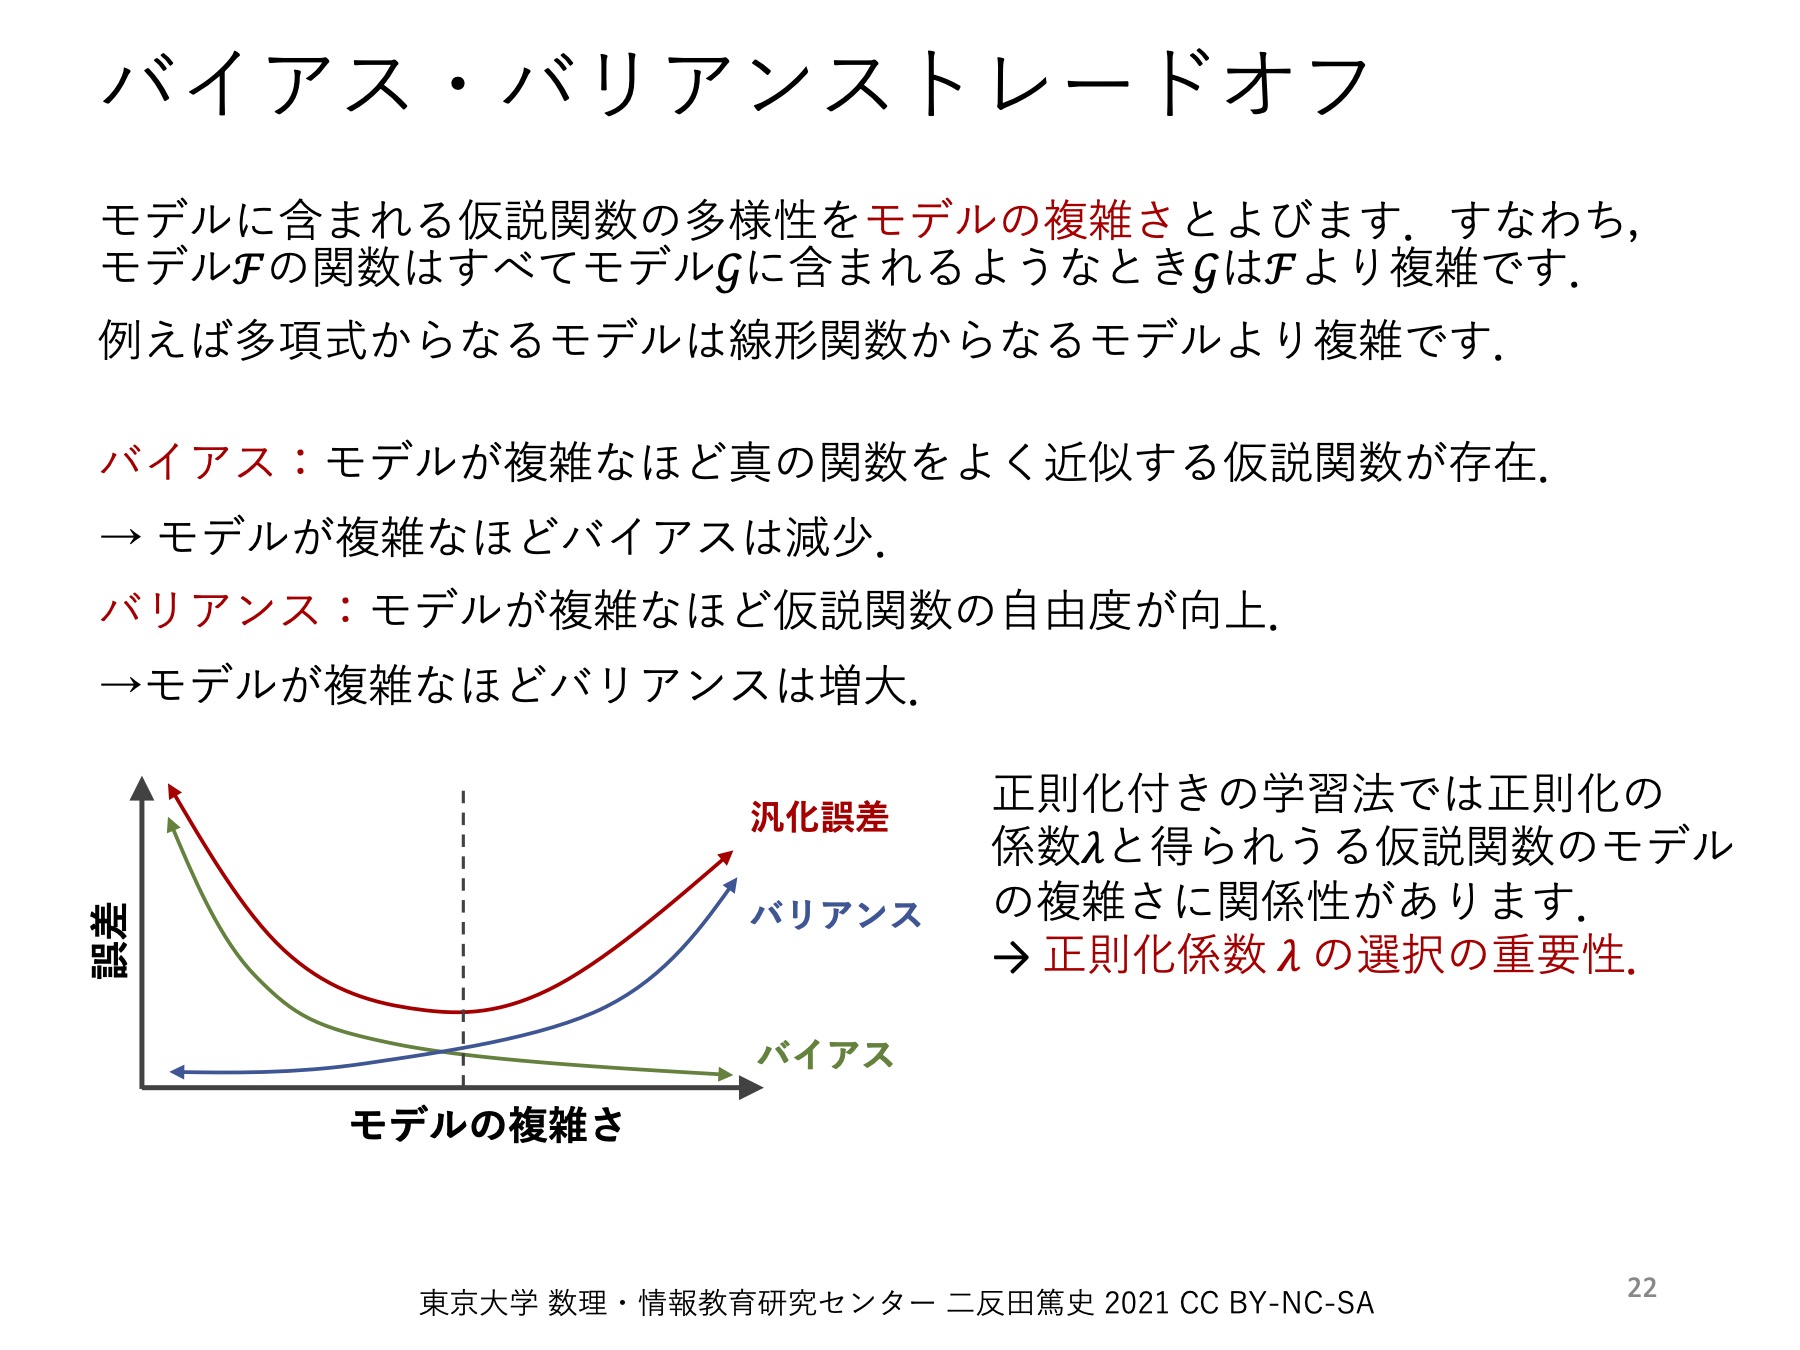 バイアス・バリアンストレードオフ
モデルに含まれる仮説関数の多様性をモデルの複雑さとよびます．すなわち，
モデル𝓕の関数はすべてモデル𝓖に含まれるようなとき𝓖は𝓕より複雑です．
例えば多項式からなるモデルは線形関数からなるモデルより複雑です．
バイアス：モデルが複雑なほど真の関数をよく近似する仮説関数が存在．
→ モデルが複雑なほどバイアスは減少．
バリアンス：モデルが複雑なほど仮説関数の自由度が向上．
→モデルが複雑なほどバリアンスは増大．
誤差
汎化誤差
バリアンス
バイアス
モデルの複雑さ
正則化付きの学習法では正則化の
係数𝝀と得られうる仮説関数のモデル
の複雑さに関係性があります．
→ 正則化係数 𝝀 の選択の重要性．
東京大学 数理・情報教育研究センター 二反田篤史 2021 CC BY-NC-SA
22